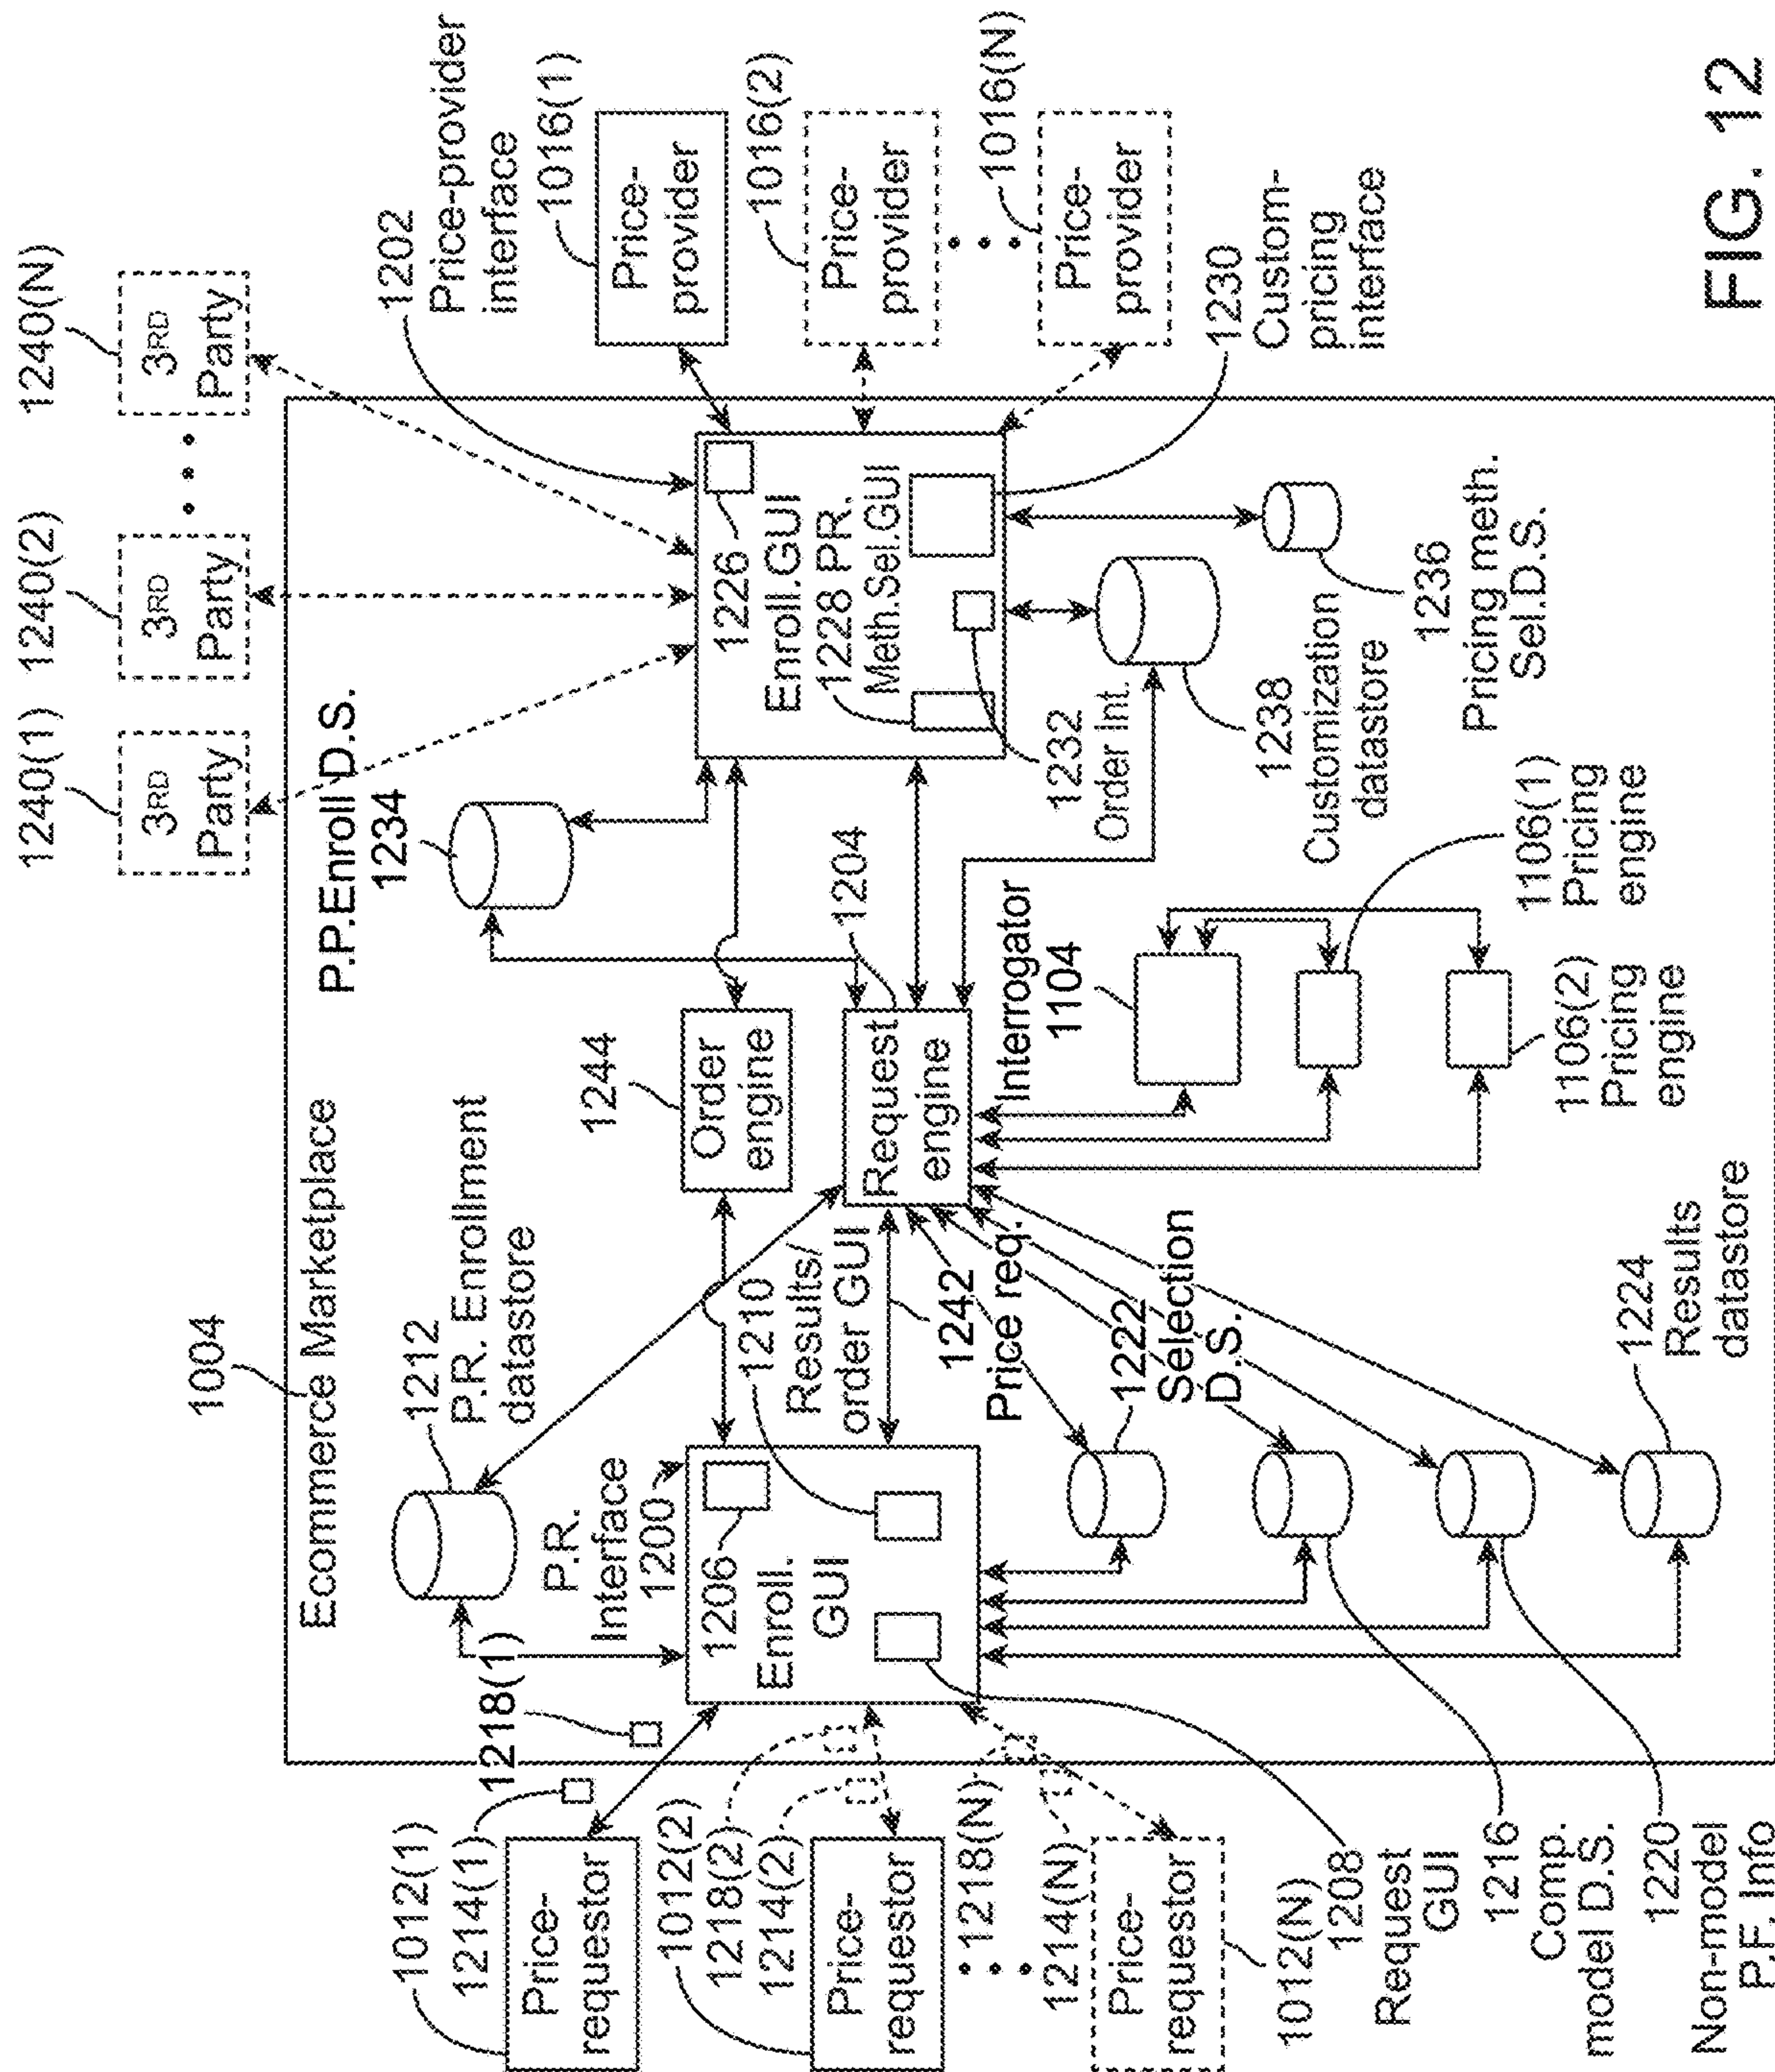 1240(1)
3RD
Party
1240(2)
3RD
Party
1240(N)
3RD
Party
1004
Ecommerce Marketplace
1212
P.R. Enrollment
datastore
P.P.Enroll D.S.
1234
1202
Price-provider
interface
1012(1)
1214(1)
1218(1)
Price-
requestor
P.R.
Interface
1200
1206
Enroll.
GUI
1210
Results/
order GUI
1244
Order
engine
1226
Enroll.GUI
1228 PR.
Meth.Sel.GUI
1016(1)
Price-
provider
1012(2)
1218(2)
1214(2)
Price-
requestor
1242
Price req.
1204
Request
engine
1232
Order Int.
1016(2)
Price-
provider
1218(N)
1214(N)
Price-
requestor
1012(N)
1222
Selection
D.S.
Interrogator
1104
1238
Customization
datastore
1016(N)
Price-
provider
1230
Custom-
pricing
interface
1208
Request
GUI
1216
Comp.
model D.S.
1220
Non-model
P.F. Info
1224
Results
datastore
1106(2)
Pricing
engine
1106(1)
Pricing
engine
1236
Pricing meth.
Sel.D.S.
FIG. 12